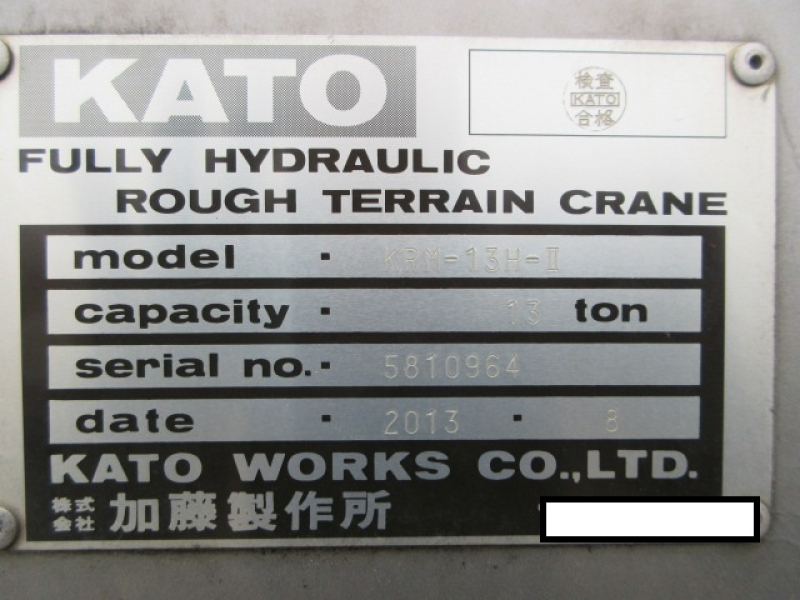 KATO
検査
KATO
合格
FULLY HYDRAULIC
ROUGH TERRAIN CRANE
model · KRM-13H-II
capacity · 13 ton
serial no. · 5810964
date · 2013 · 8
KATO WORKS CO.,LTD.
株式会社 加藤製作所